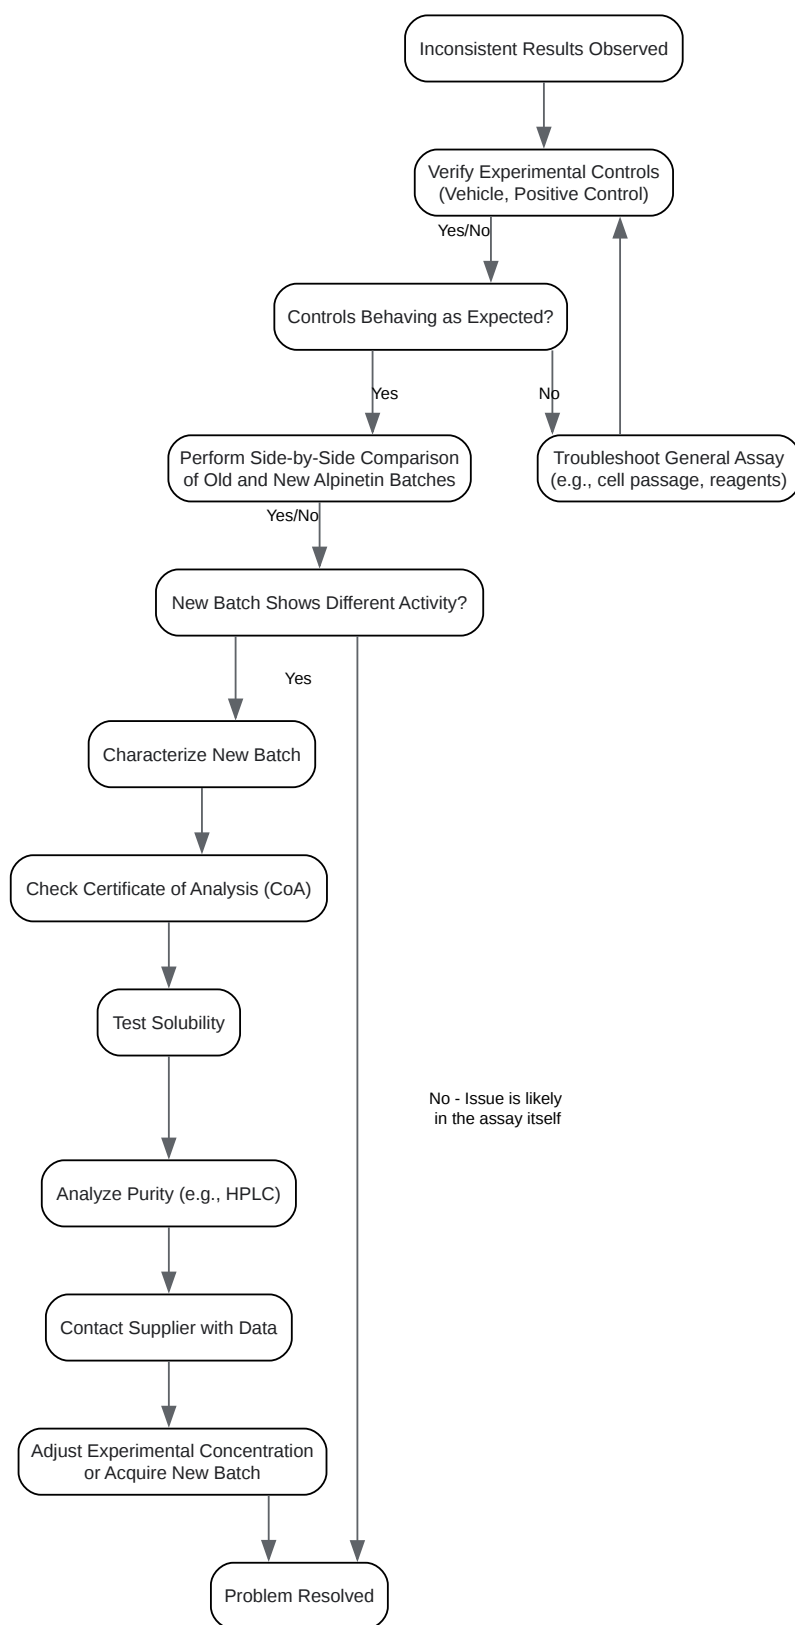 Inconsistent Results Observed
Verify Experimental Controls
(Vehicle, Positive Control)
Yes/No
Controls Behaving as Expected?
Yes
No
Perform Side-by-Side Comparison
of Old and New Alpinetin Batches
Troubleshoot General Assay
(e.g., cell passage, reagents)
Yes/No
New Batch Shows Different Activity?
Yes
Characterize New Batch
Check Certificate of Analysis (CoA)
Test Solubility
No - Issue is likely
in the assay itself
Analyze Purity (e.g., HPLC)
Contact Supplier with Data
Adjust Experimental Concentration
or Acquire New Batch
Problem Resolved